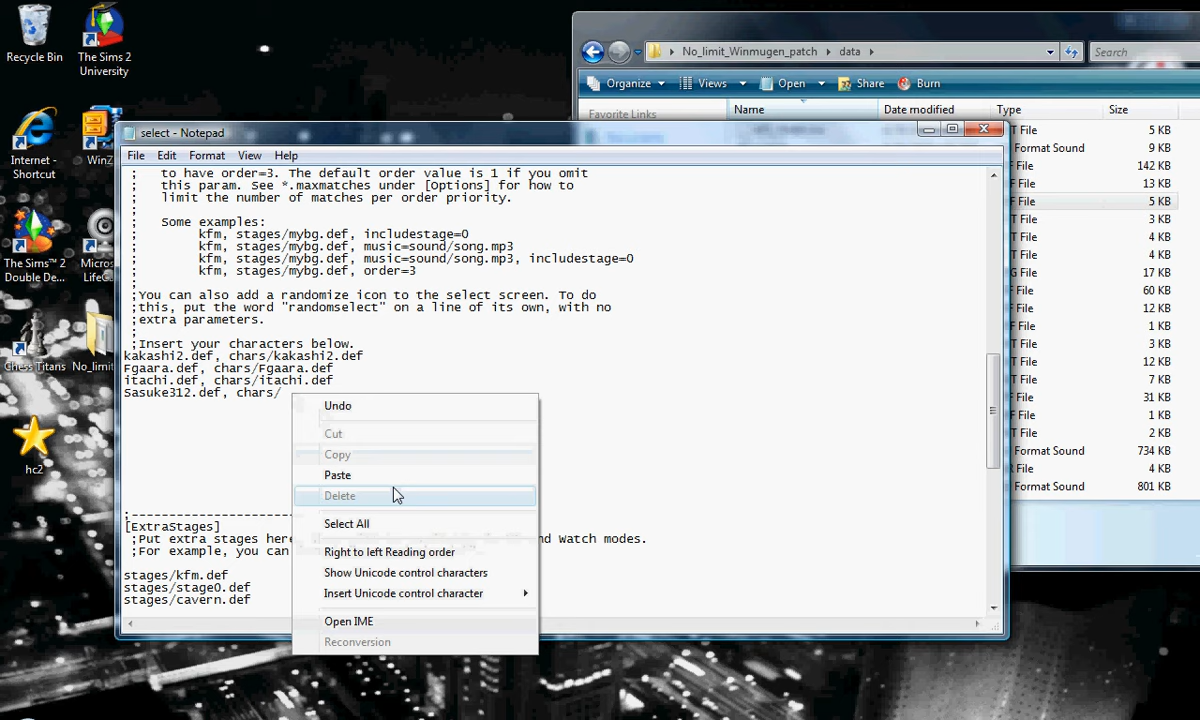 Recycle Bin
The Sims 2
University
Internet -
Shortcut
WinZ
The Sims™ 2
Double De...
Micros
LifeC
Chess Titans
No_limit
hc2
No_limit_Winmugen_patch
data
Search
Organize
Views
Open
Share
Burn
Favorite Links
Name
Date modified
Type
Size
T File
5 KB
Format Sound
9 KB
F File
142 KB
F File
13 KB
F File
5 KB
T File
3 KB
T File
4 KB
T File
4 KB
G File
17 KB
F File
60 KB
F File
12 KB
F File
1 KB
T File
3 KB
T File
12 KB
T File
7 KB
F File
31 KB
F File
1 KB
T File
2 KB
Format Sound
734 KB
R File
4 KB
Format Sound
801 KB
select - Notepad
File Edit Format View Help
; to have order=3. The default order value is 1 if you omit
; this param. See *.maxmatches under [Options] for how to
; limit the number of matches per order priority.
;
; Some examples:
; kfm, stages/mybg.def, includestage=0
; kfm, stages/mybg.def, music=sound/song.mp3
; kfm, stages/mybg.def, music=sound/song.mp3, includestage=0
; kfm, stages/mybg.def, order=3
;
;You can also add a randomize icon to the select screen. To do
;this, put the word "randomselect" on a line of its own, with no
;extra parameters.
;
;Insert your characters below.
kakashi2.def, chars/kakashi2.def
Fgaara.def, chars/Fgaara.def
itachi.def, chars/itachi.def
Sasuke312.def, chars/
;-----------------------
[ExtraStages]
;Put extra stages here
and Watch modes.
;For example, you can
stages/kfm.def
stages/stage0.def
stages/cavern.def
Undo
Cut
Copy
Paste
Delete
Select All
Right to left Reading order
Show Unicode control characters
Insert Unicode control character
Open IME
Reconversion